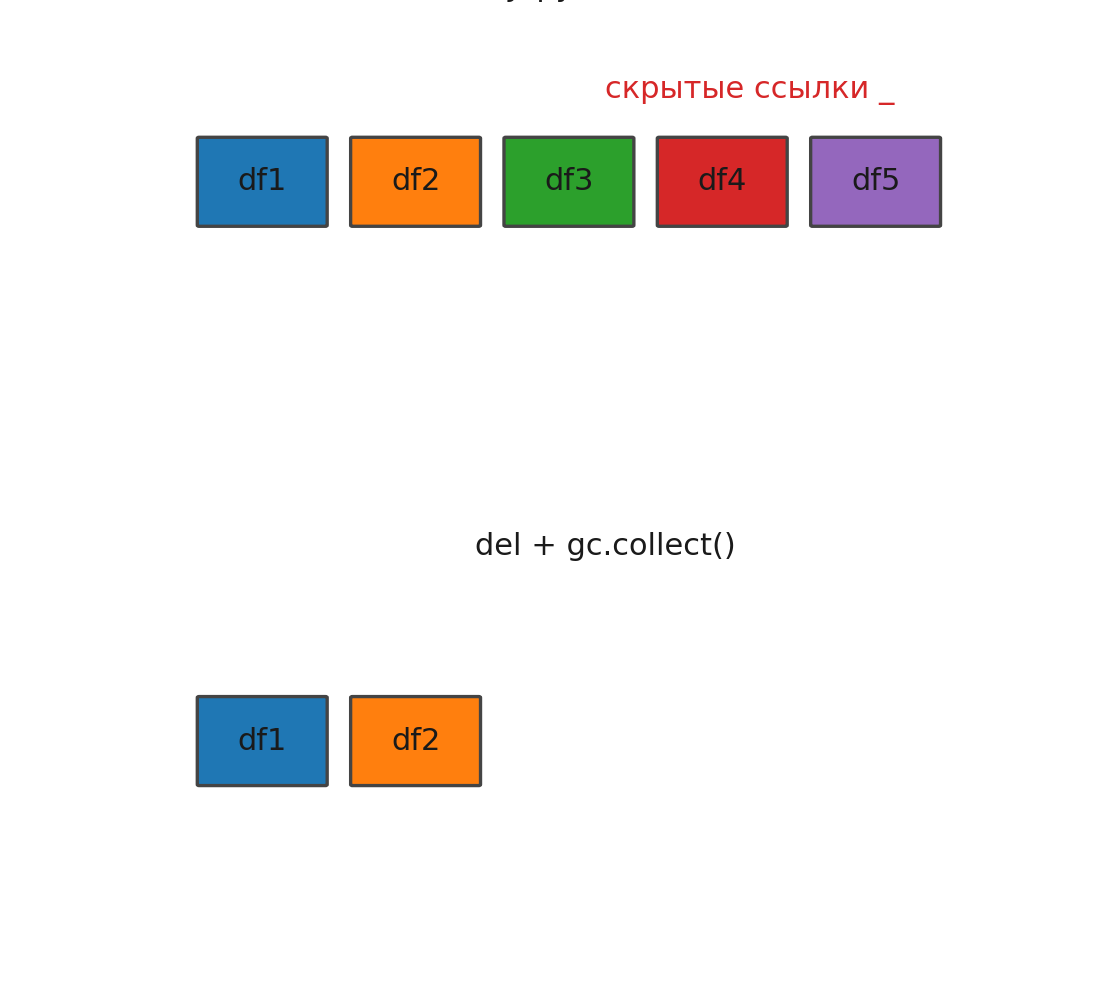 скрытые ссылки _
df1 df2 df3 df4 df5
del + gc.collect()
df1 df2